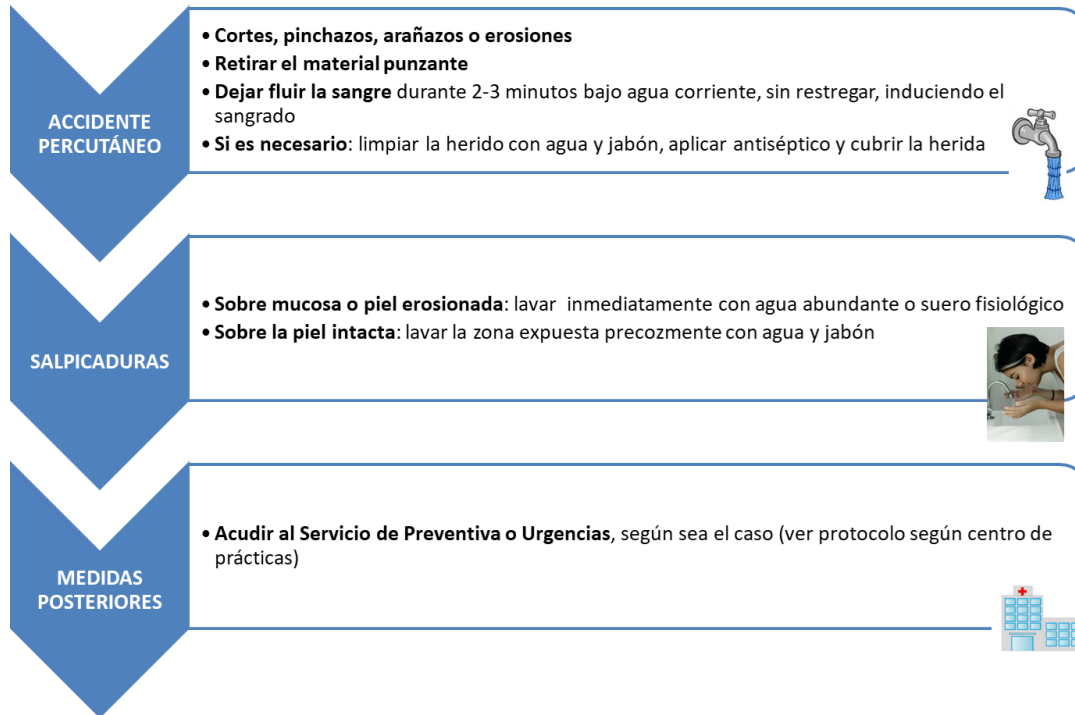 ACCIDENTE
PERCUTÁNEO
• Cortes, pinchazos, arañazos o erosiones
• Retirar el material punzante
• Dejar fluir la sangre durante 2-3 minutos bajo agua corriente, sin restregar, induciendo el
sangrado
• Si es necesario: limpiar la herido con agua y jabón, aplicar antiséptico y cubrir la herida
SALPICADURAS
• Sobre mucosa o piel erosionada: lavar  inmediatamente con agua abundante o suero fisiológico
• Sobre la piel intacta: lavar la zona expuesta precozmente con agua y jabón
MEDIDAS
POSTERIORES
• Acudir al Servicio de Preventiva o Urgencias, según sea el caso (ver protocolo según centro de
prácticas)